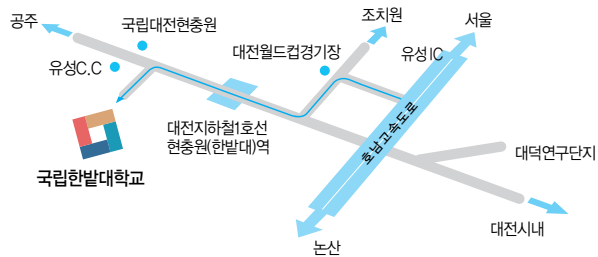 공주
국립대전현충원
조치원
서울
대전월드컵경기장
유성IC
유성C.C
대전지하철1호선
현충원(한밭대)역
호남고속도로
대덕연구단지
국립한밭대학교
대전시내
논산